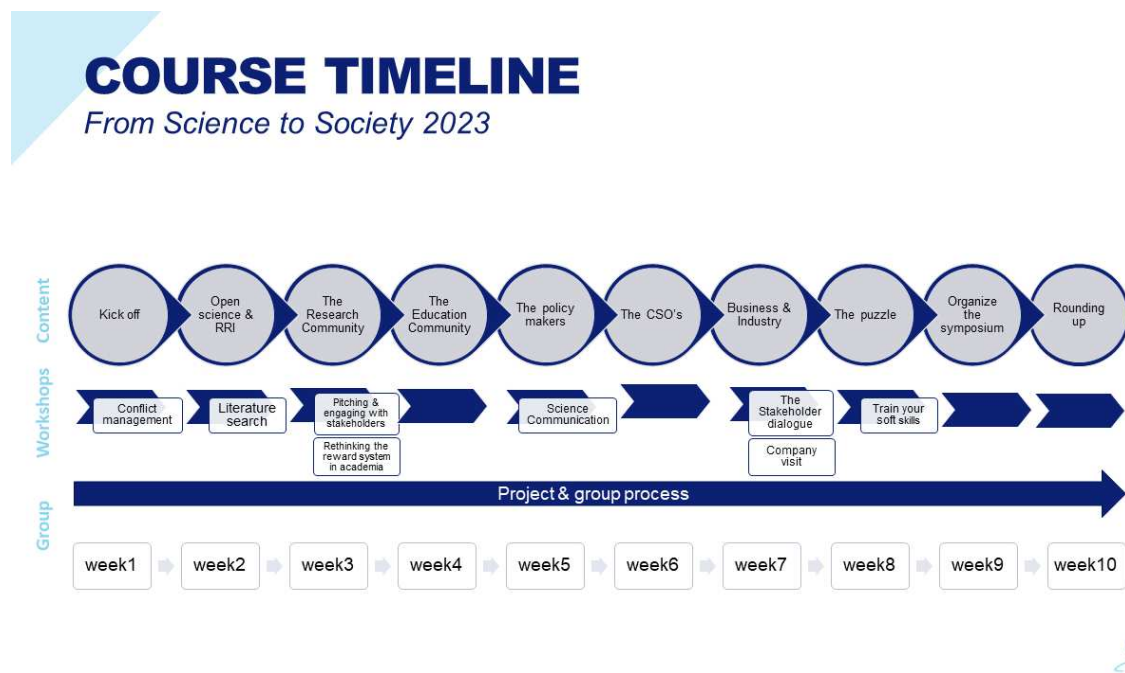 COURSE TIMELINE
From Science to Society 2023
Content
Kick off
Open
science &
RRI
The
Research
Community
The
Education
Community
The policy
makers
The CSO's
Business &
Industry
The puzzle
Organize
the
symposium
Rounding
up
Workshops
Conflict
management
Literature
search
Pitching &
engaging with
stakeholders
Rethinking the
reward system
in academia
Science
Communication
The
Stakeholder
dialogue
Company
visit
Train your
soft skills
Group
Project & group process
week1
week2
week3
week4
week5
week6
week7
week8
week9
week10